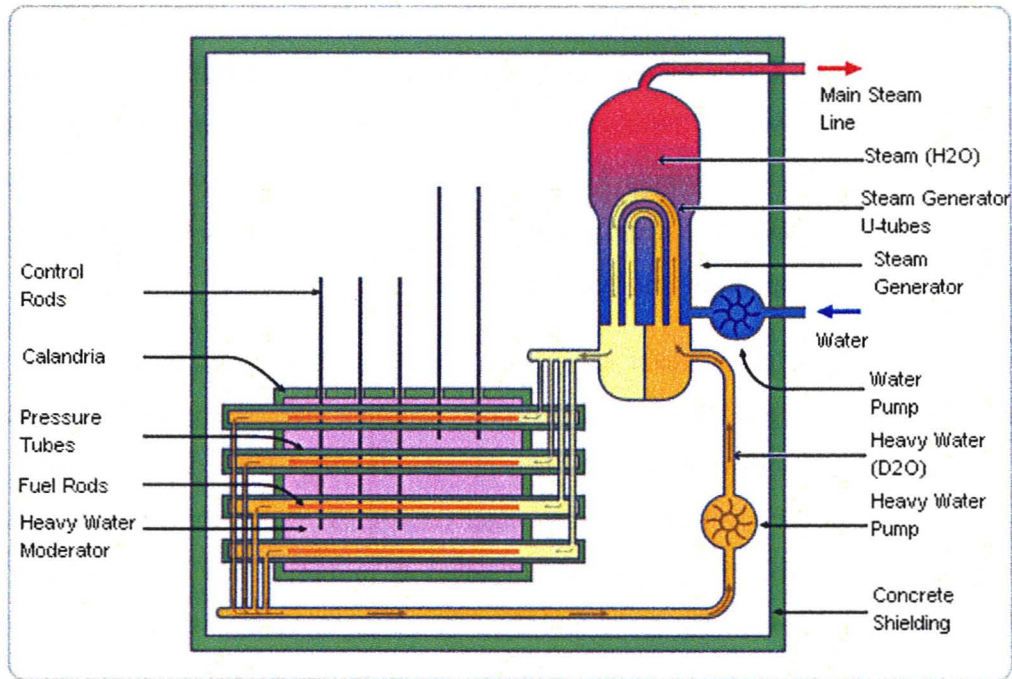 Main Steam
Line
Steam (H2O)
Steam Generator
U-tubes
Steam
Generator
Water
Water
Pump
Heavy Water
(D2O)
Heavy Water
Pump
Concrete
Shielding
Control
Rods
Calandria
Pressure
Tubes
Fuel Rods
Heavy Water
Moderator